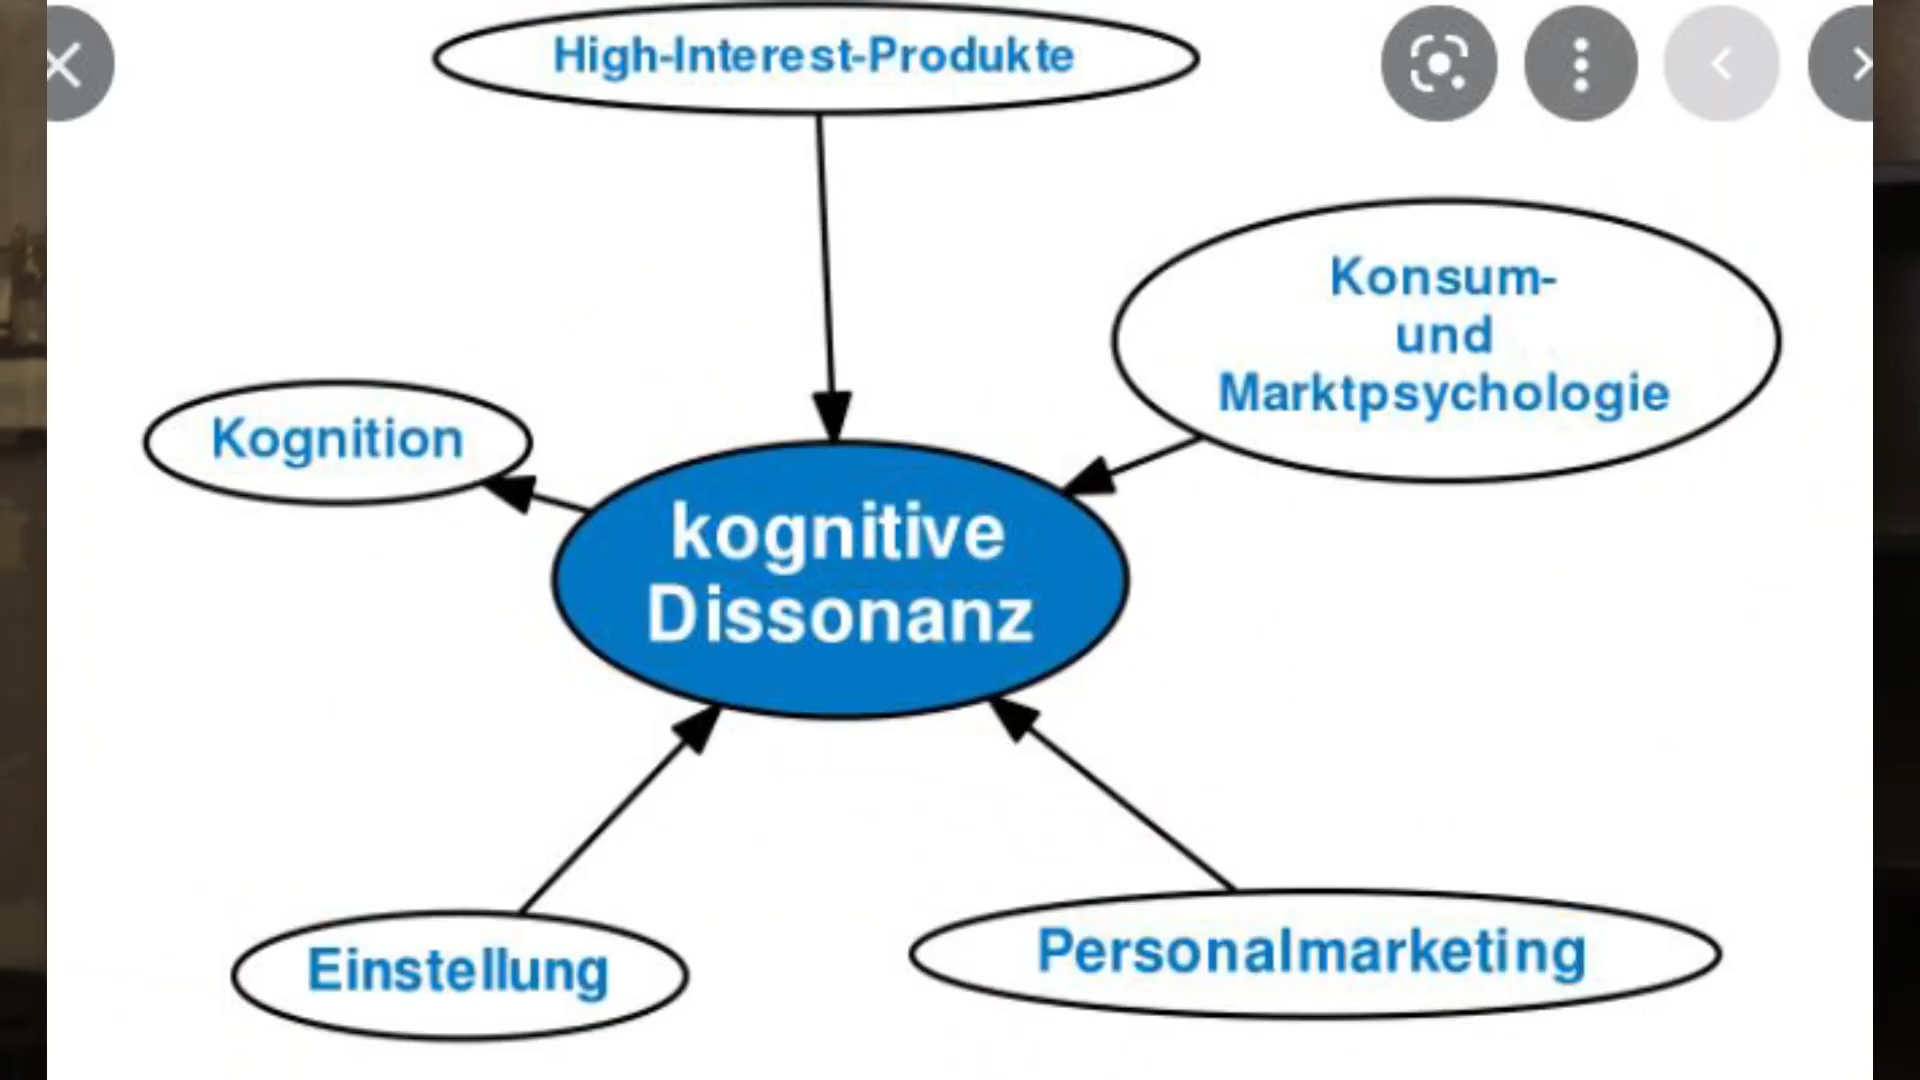 High-Interest-Produkte
Konsum-
und
Marktpsychologie
Kognition
kognitive
Dissonanz
Einstellung
Personalmarketing